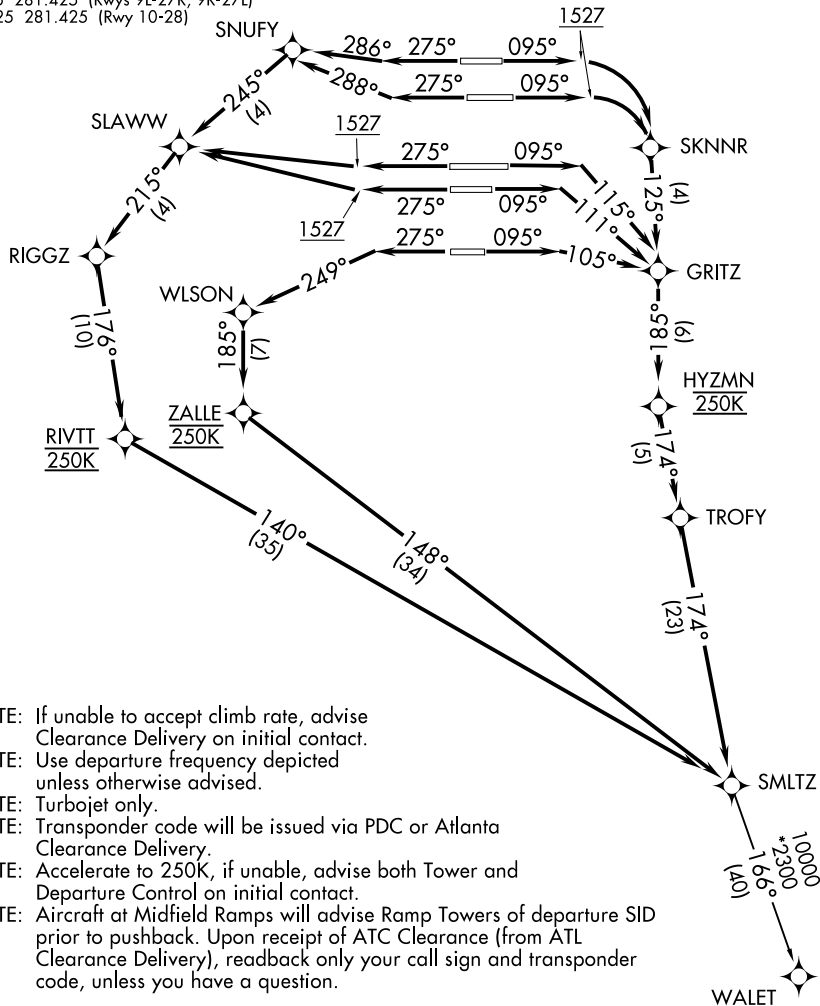 25 281.425 (Rwy 10-28)
SNUFY
1527
286° 275° 095°
288° 275° 095°
245°
(4)
SLAWW
1527
275° 095°
SKNNR
125°
(4)
115°
215°
(4)
275° 095°
111°
1527
275° 095°
105°
RIGGZ
249°
GRITZ
WLSON
176°
(10)
185°
(7)
185°
(6)
HYZMN
250K
ZALLE
250K
RIVTT
250K
174°
(5)
TROFY
140°
(35)
148°
(34)
174°
(23)
TE: If unable to accept climb rate, advise
Clearance Delivery on initial contact.
TE: Use departure frequency depicted
unless otherwise advised.
TE: Turbojet only.
TE: Transponder code will be issued via PDC or Atlanta
Clearance Delivery.
TE: Accelerate to 250K, if unable, advise both Tower and
Departure Control on initial contact.
TE: Aircraft at Midfield Ramps will advise Ramp Towers of departure SID
prior to pushback. Upon receipt of ATC Clearance (from ATL
Clearance Delivery), readback only your call sign and transponder
code, unless you have a question.
SMLTZ
10000
*2300
166°
(40)
WALET